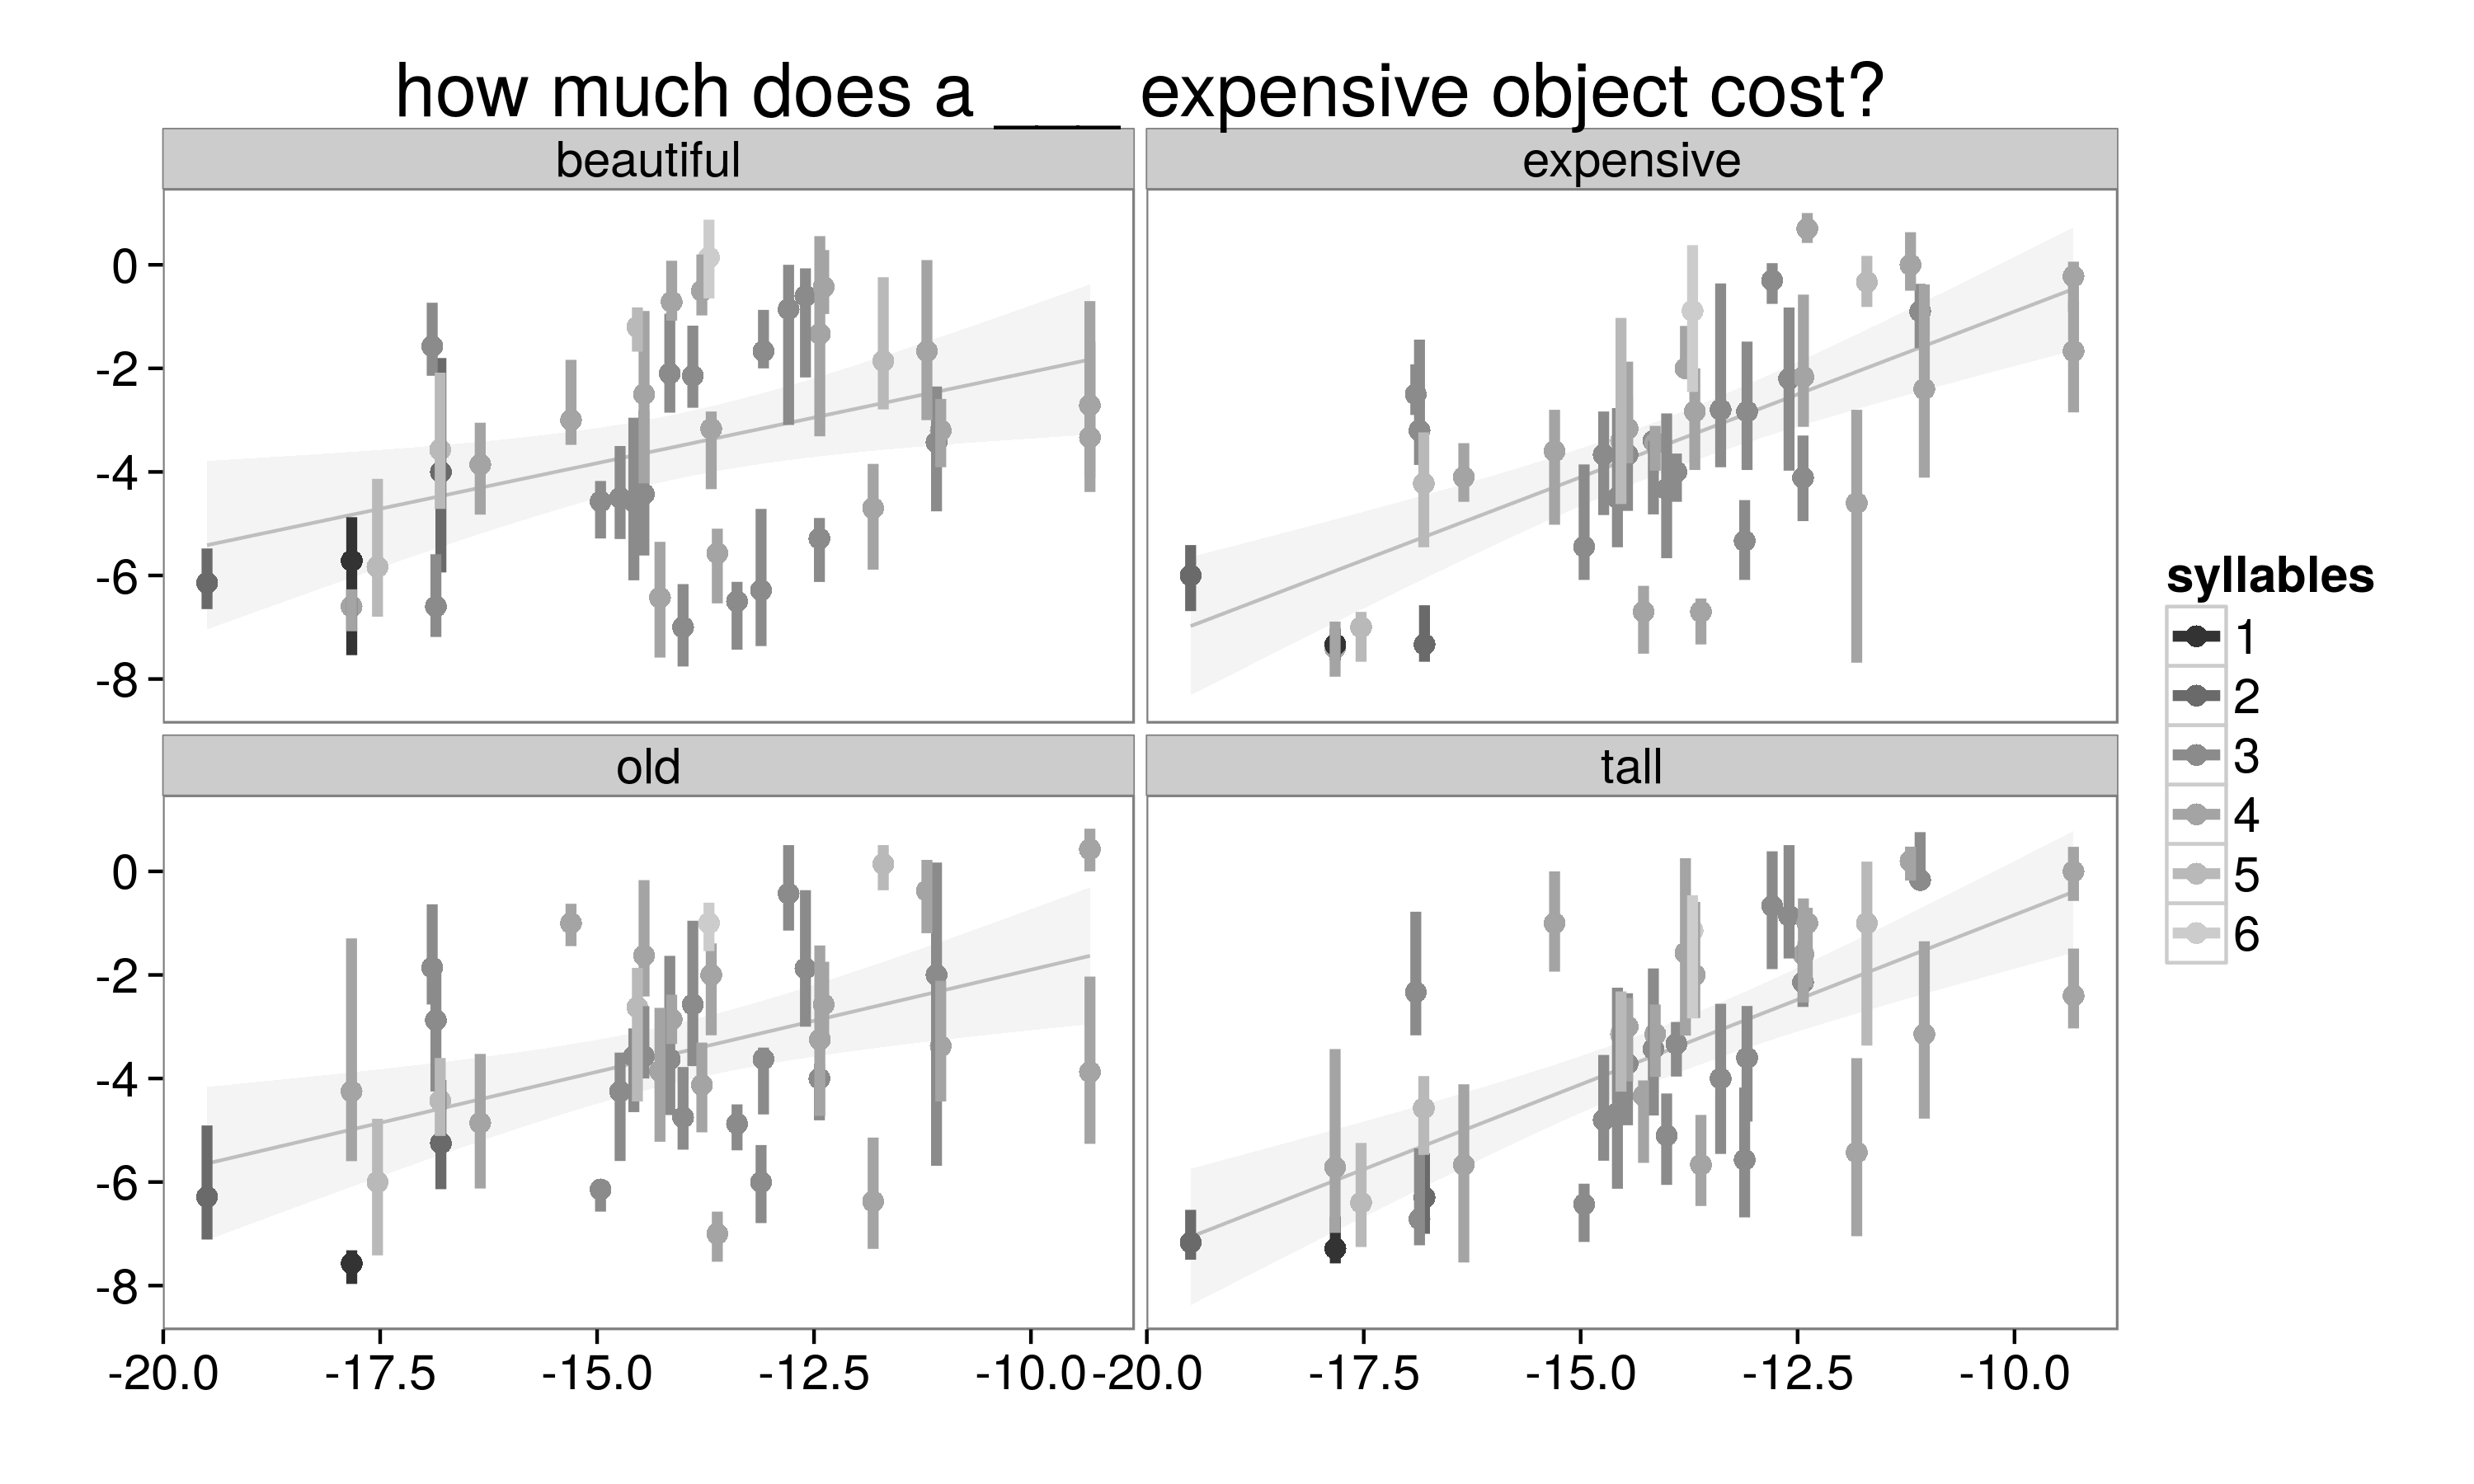 how much does a ____ expensive object cost?
beautiful
expensive
0
-2
-4
-6
-8
old
tall
0
-2
-4
-6
-8
-20.0 -17.5 -15.0 -12.5 -10.0 -20.0 -17.5 -15.0 -12.5 -10.0
syllables
1
2
3
4
5
6